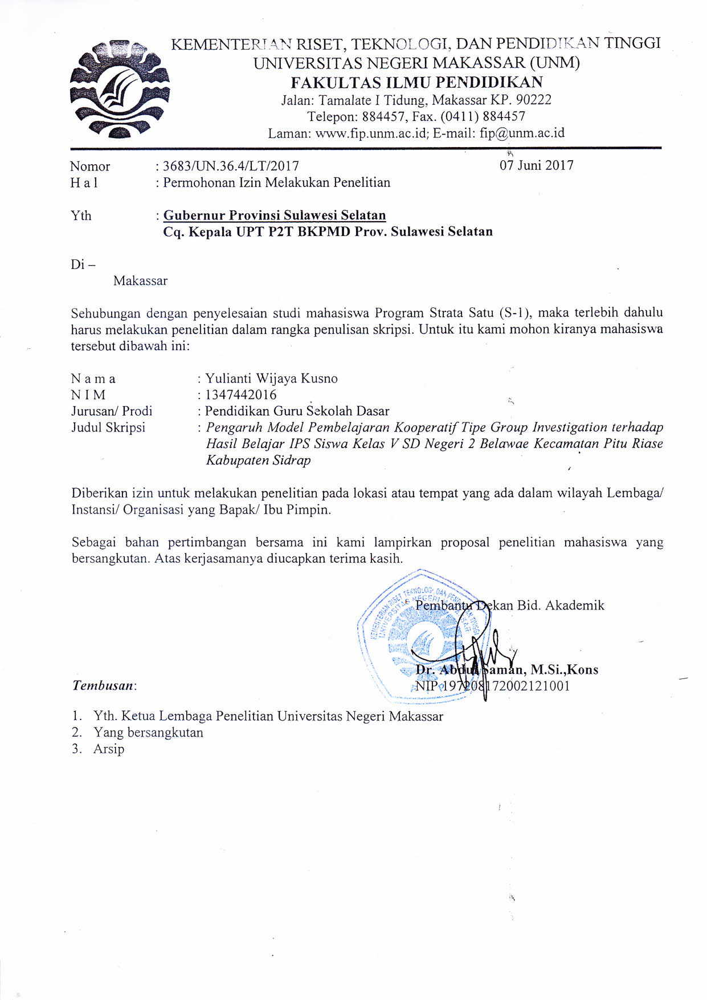 KEMENTERIAN RISET, TEKNOLOGI, DAN PENDIDIKAN TINGGI
UNIVERSITAS NEGERI MAKASSAR (UNM)
FAKULTAS ILMU PENDIDIKAN
Jalan: Tamalate I Tidung, Makassar KP. 90222
Telepon: 884457, Fax. (0411) 884457
Laman: www.fip.unm.ac.id; E-mail: fip@unm.ac.id
Nomor : 3683/UN.36.4/LT/2017 07 Juni 2017
H a l : Permohonan Izin Melakukan Penelitian
Yth : Gubernur Provinsi Sulawesi Selatan
Cq. Kepala UPT P2T BKPMD Prov. Sulawesi Selatan
Di –
Makassar
Sehubungan dengan penyelesaian studi mahasiswa Program Strata Satu (S-1), maka terlebih dahulu
harus melakukan penelitian dalam rangka penulisan skripsi. Untuk itu kami mohon kiranya mahasiswa
tersebut dibawah ini:
N a m a : Yulianti Wijaya Kusno
N I M : 1347442016
Jurusan/ Prodi : Pendidikan Guru Sekolah Dasar
Judul Skripsi : Pengaruh Model Pembelajaran Kooperatif Tipe Group Investigation terhadap
Hasil Belajar IPS Siswa Kelas V SD Negeri 2 Belawae Kecamatan Pitu Riase
Kabupaten Sidrap
Diberikan izin untuk melakukan penelitian pada lokasi atau tempat yang ada dalam wilayah Lembaga/
Instansi/ Organisasi yang Bapak/ Ibu Pimpin.
Sebagai bahan pertimbangan bersama ini kami lampirkan proposal penelitian mahasiswa yang
bersangkutan. Atas kerjasamanya diucapkan terima kasih.
KEMENTERIAN RISET TEKNOLOGI, DAN PENDIDIKAN TINGGI
UNIVERSITAS NEGERI MAKASSAR
Pembantu Dekan Bid. Akademik
Dr. Abdul Saman, M.Si.,Kons
NIP 197208172002121001
Tembusan:
1. Yth. Ketua Lembaga Penelitian Universitas Negeri Makassar
2. Yang bersangkutan
3. Arsip